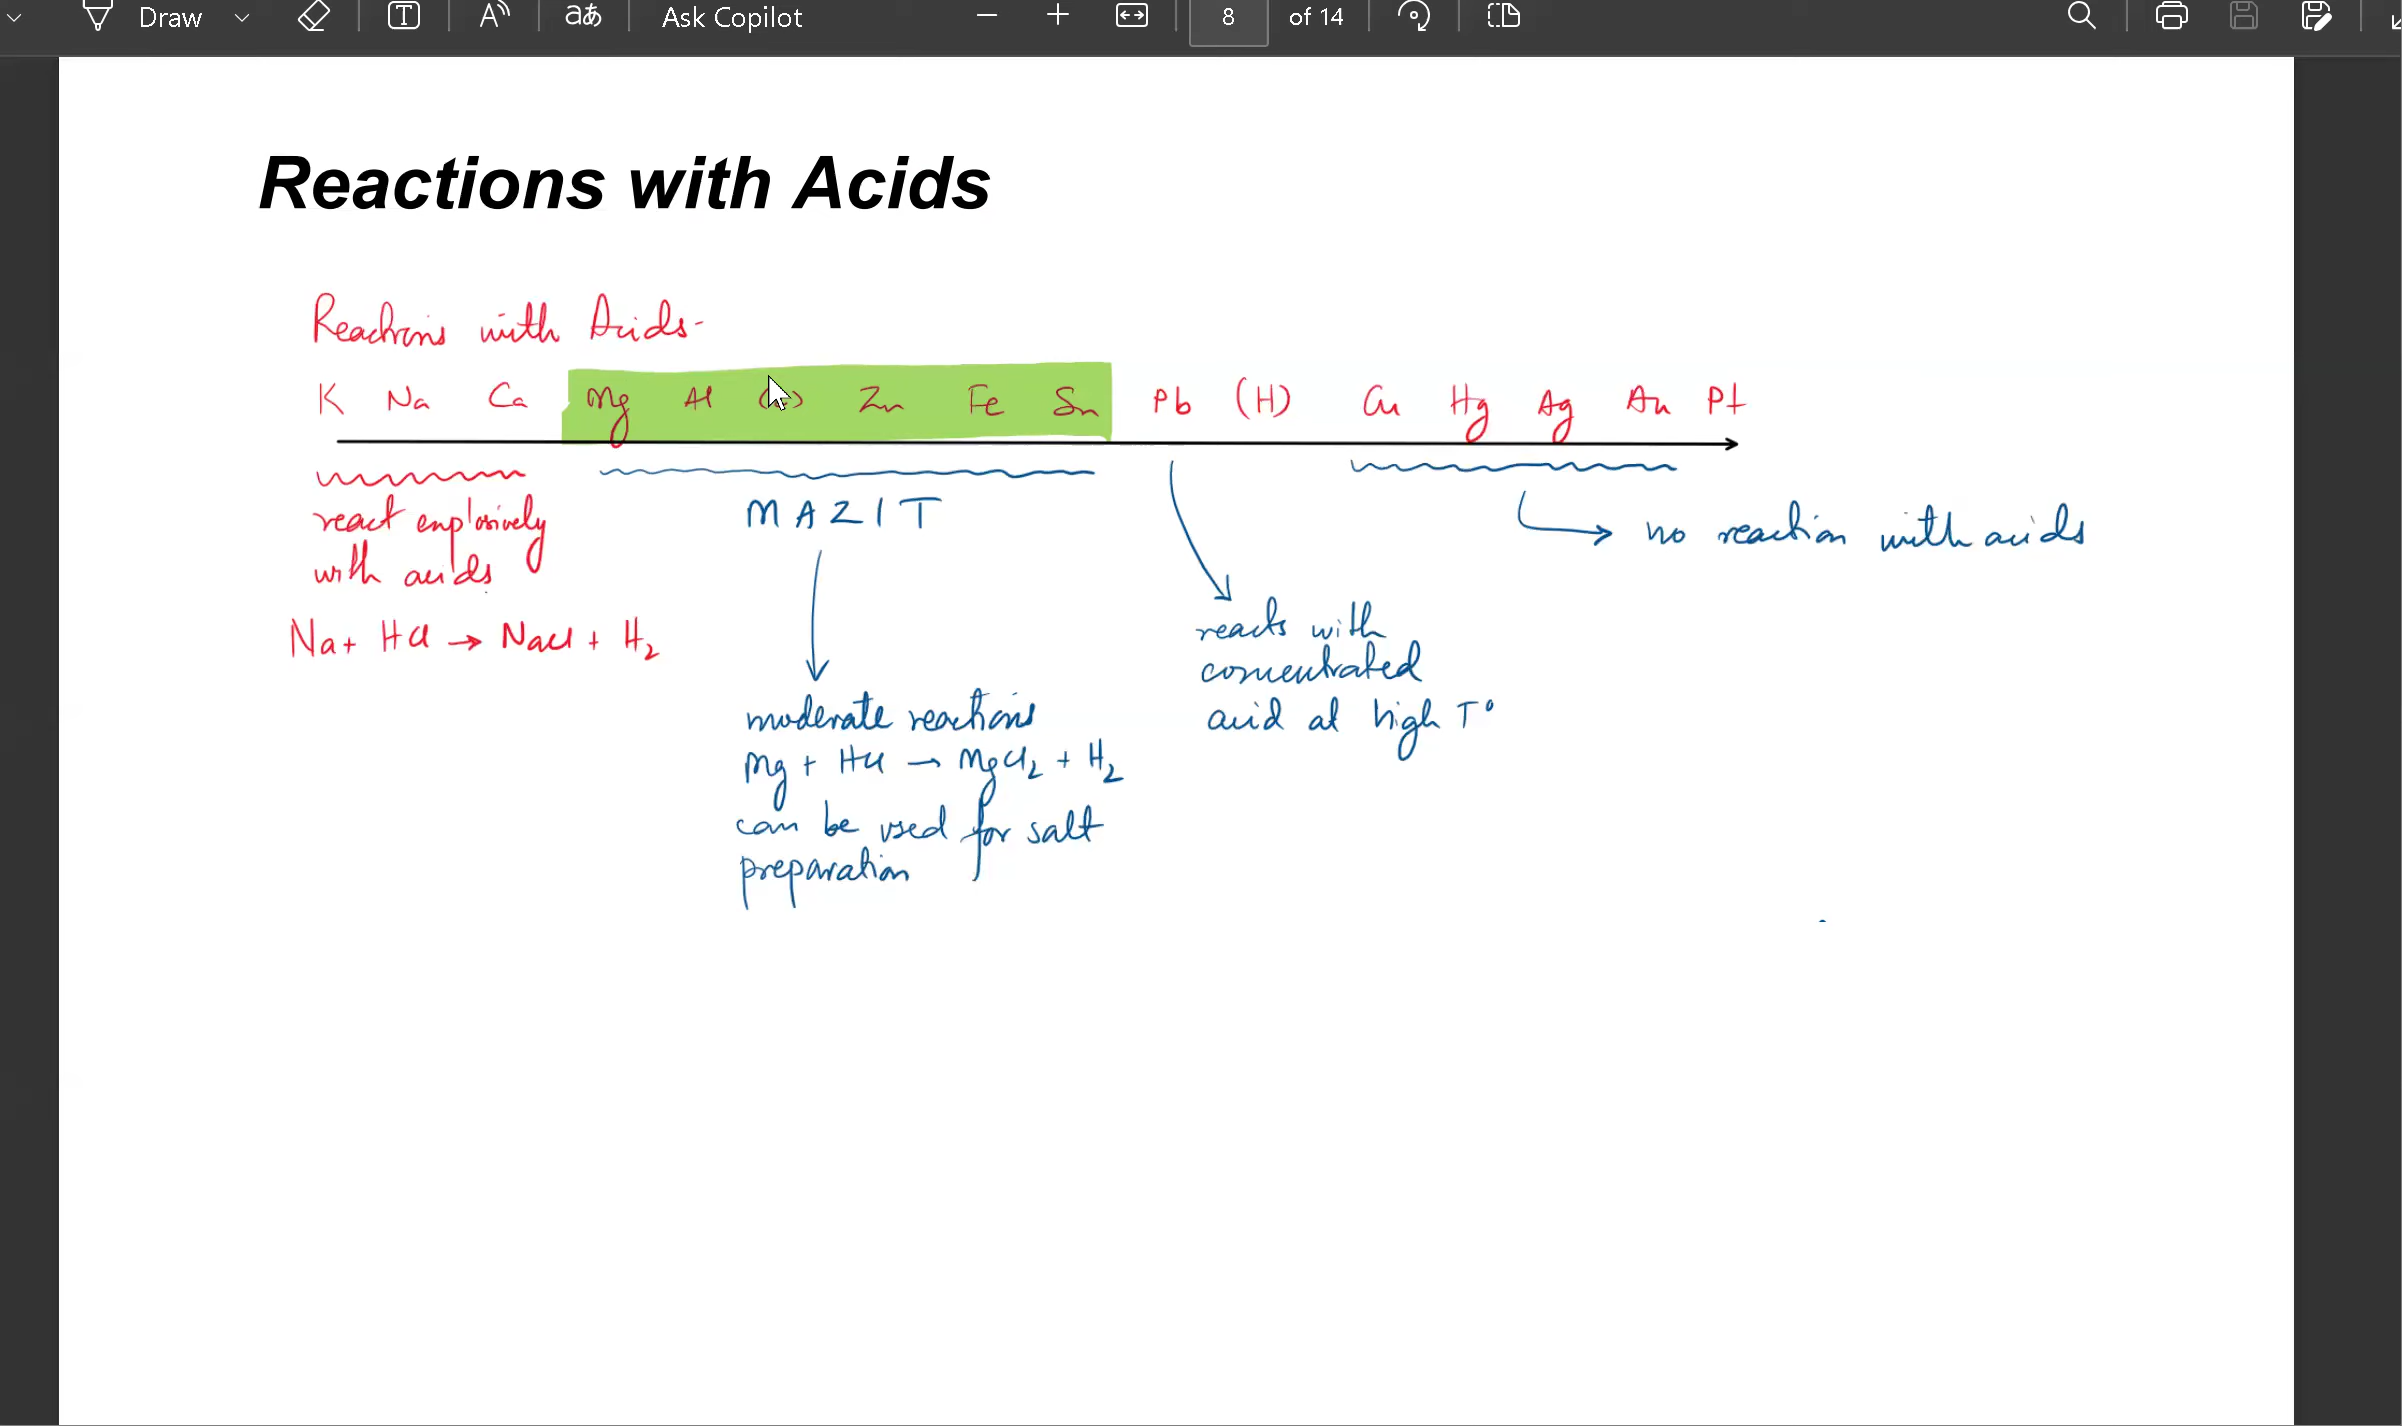 Draw
T
A
aあ
Ask Copilot
8
of 14
Reactions with Acids
Reactions with Acids-
K Na Ca Mg Al Zn Fe Sn Pb (H) Cu Hg Ag Au Pt
react explosively
with acids
Na + HCl → NaCl + H₂
MAZIT
moderate reactions
Mg + HCl → MgCl₂ + H₂
can be used for salt
preparation
reacts with
concentrated
acid at high T°
no reaction with acids